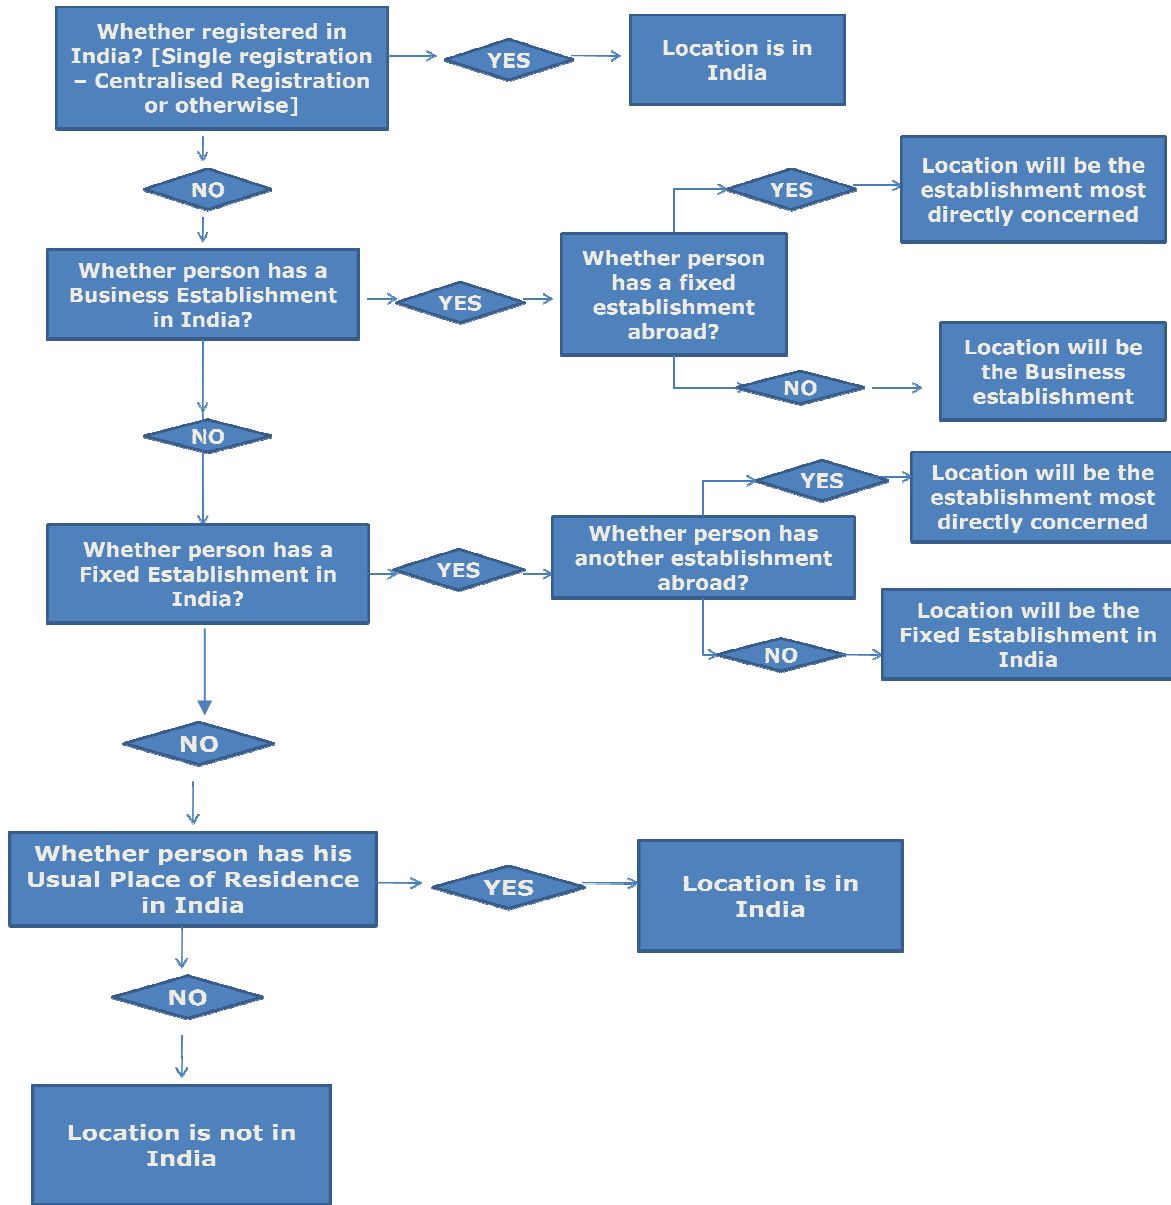 Whether registered in
India? [Single registration
– Centralised Registration
or otherwise]
YES
Location is in
India
NO
Whether person has a
Business Establishment
in India?
YES
Whether person
has a fixed
establishment
abroad?
YES
Location will be the
establishment most
directly concerned
NO
Location will be
the Business
establishment
NO
Whether person has a
Fixed Establishment in
India?
YES
Whether person has
another establishment
abroad?
YES
Location will be the
establishment most
directly concerned
NO
Location will be the
Fixed Establishment in
India
NO
Whether person has his
Usual Place of Residence
in India
YES
Location is in
India
NO
Location is not in
India